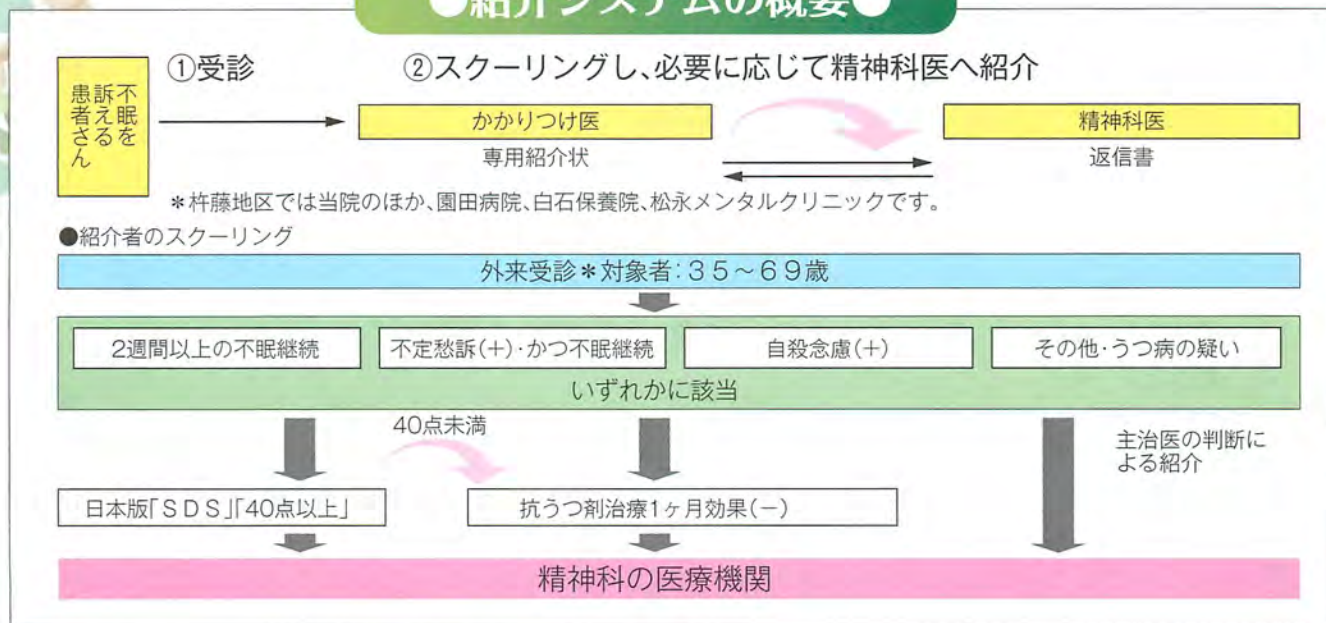 ●紹介システムの概要●
①受診
②スクーリングし、必要に応じて精神科医へ紹介
不眠を
訴える
患者さん
かかりつけ医
精神科医
専用紹介状
返信書
＊杵藤地区では当院のほか、園田病院、白石保養院、松永メンタルクリニックです。
●紹介者のスクーリング
外来受診＊対象者：３５～６９歳
2週間以上の不眠継続
不定愁訴(＋)･かつ不眠継続
自殺念慮(＋)
その他･うつ病の疑い
いずれかに該当
40点未満
主治医の判断に
よる紹介
日本版｢ＳＤＳ｣｢40点以上｣
抗うつ剤治療1ヶ月効果(－)
精神科の医療機関